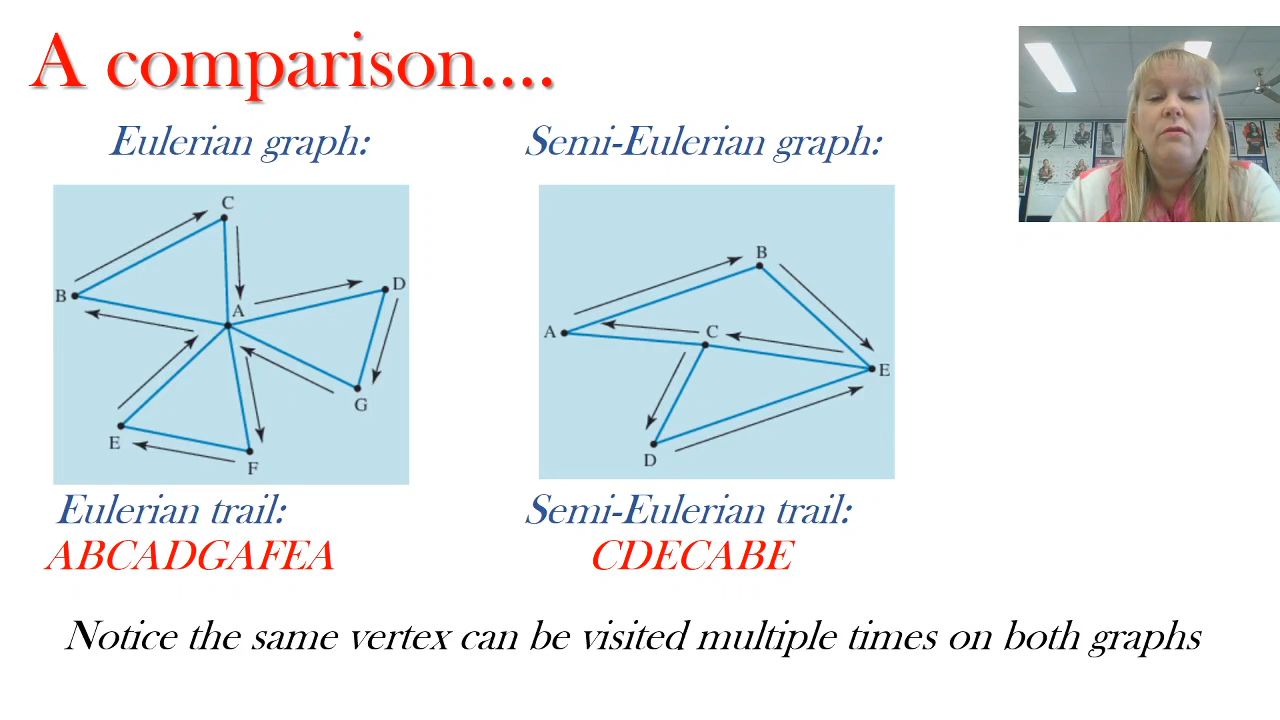 A comparison....
Eulerian graph:
Semi-Eulerian graph:
C
B
A
D
G
E
F
B
A
C
E
D
Eulerian trail:
ABCADGAFEA
Semi-Eulerian trail:
CDECABE
Notice the same vertex can be visited multiple times on both graphs